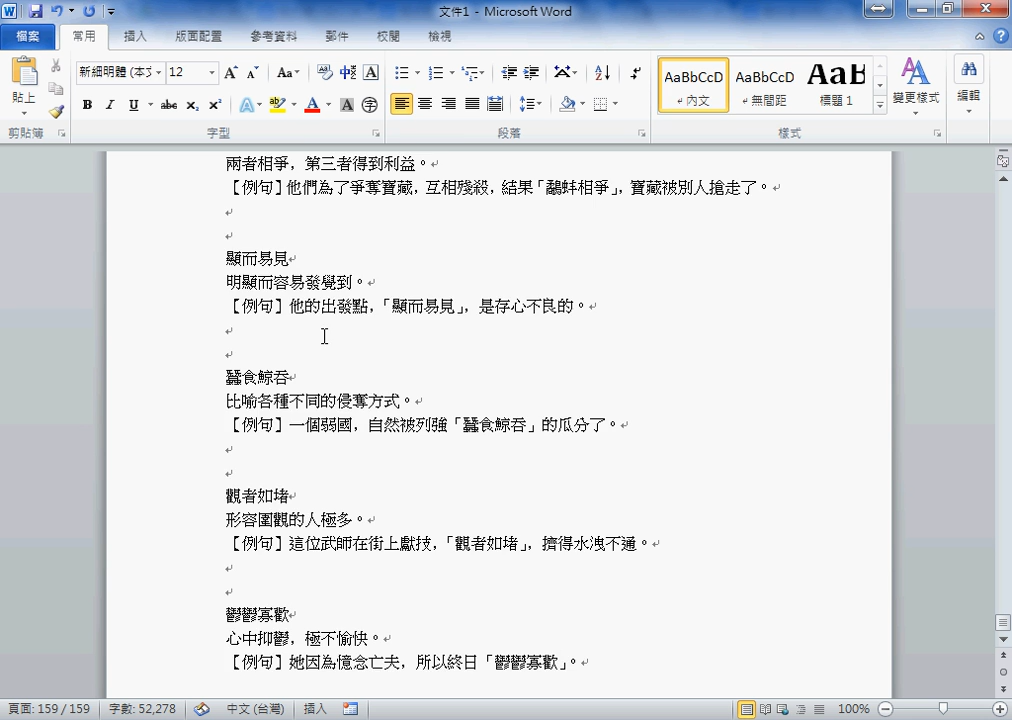 文件1 - Microsoft Word
檔案 常用 插入 版面配置 參考資料 郵件 校閱 檢視
貼上
新細明體 (本文 12
剪貼簿 字型 段落 樣式
AaBbCcD AaBbCcD AaBb
內文 無間距 標題 1
變更樣式
編輯
兩者相爭，第三者得到利益。
【例句】他們為了爭奪寶藏，互相殘殺，結果「鷸蚌相爭」，寶藏被別人搶走了。
顯而易見
明顯而容易發覺到。
【例句】他的出發點，「顯而易見」，是存心不良的。
蠶食鯨吞
比喻各種不同的侵奪方式。
【例句】一個弱國，自然被列強「蠶食鯨吞」的瓜分了。
觀者如堵
形容圍觀的人極多。
【例句】這位武師在街上獻技，「觀者如堵」，擠得水洩不通。
鬱鬱寡歡
心中抑鬱，極不愉快。
【例句】她因為憶念亡夫，所以終日「鬱鬱寡歡」。
頁面: 159 / 159 字數: 52,278 中文 (台灣) 插入 100%